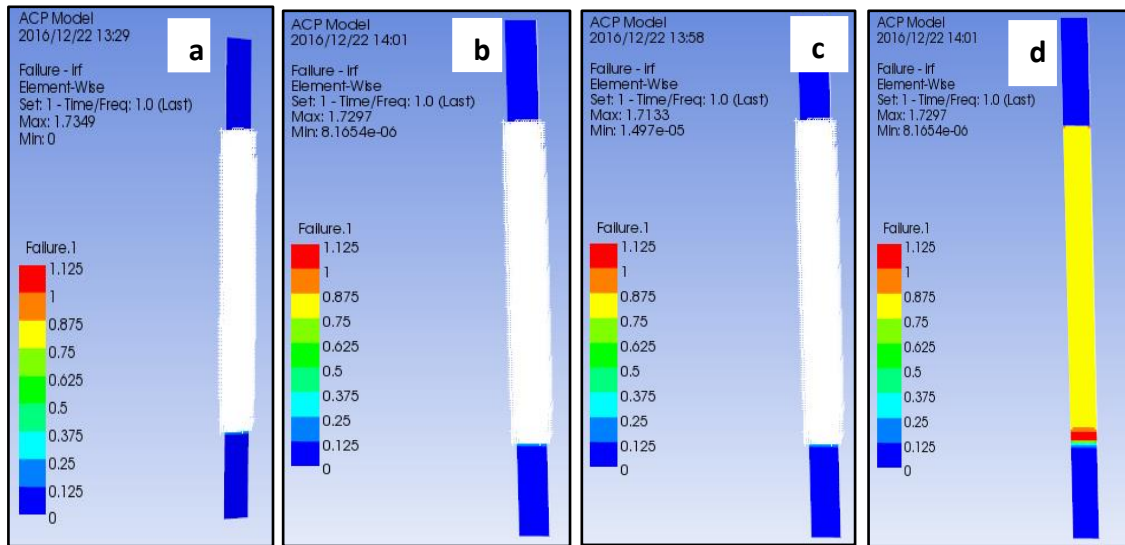 ACP Model
2016/12/22 13:29
a
Failure - irf
Element-Wise
Set: 1 - Time/Freq: 1.0 (Last)
Max: 1.7349
Min: 0
Failure.1
1.125
1
0.875
0.75
0.625
0.5
0.375
0.25
0.125
0
ACP Model
2016/12/22 14:01
b
Failure - irf
Element-Wise
Set: 1 - Time/Freq: 1.0 (Last)
Max: 1.7297
Min: 8.1654e-06
Failure.1
1.125
1
0.875
0.75
0.625
0.5
0.375
0.25
0.125
0
ACP Model
2016/12/22 13:58
c
Failure - irf
Element-Wise
Set: 1 - Time/Freq: 1.0 (Last)
Max: 1.7133
Min: 1.497e-05
Failure.1
1.125
1
0.875
0.75
0.625
0.5
0.375
0.25
0.125
0
ACP Model
2016/12/22 14:01
d
Failure - irf
Element-Wise
Set: 1 - Time/Freq: 1.0 (Last)
Max: 1.7297
Min: 8.1654e-06
Failure.1
1.125
1
0.875
0.75
0.625
0.5
0.375
0.25
0.125
0